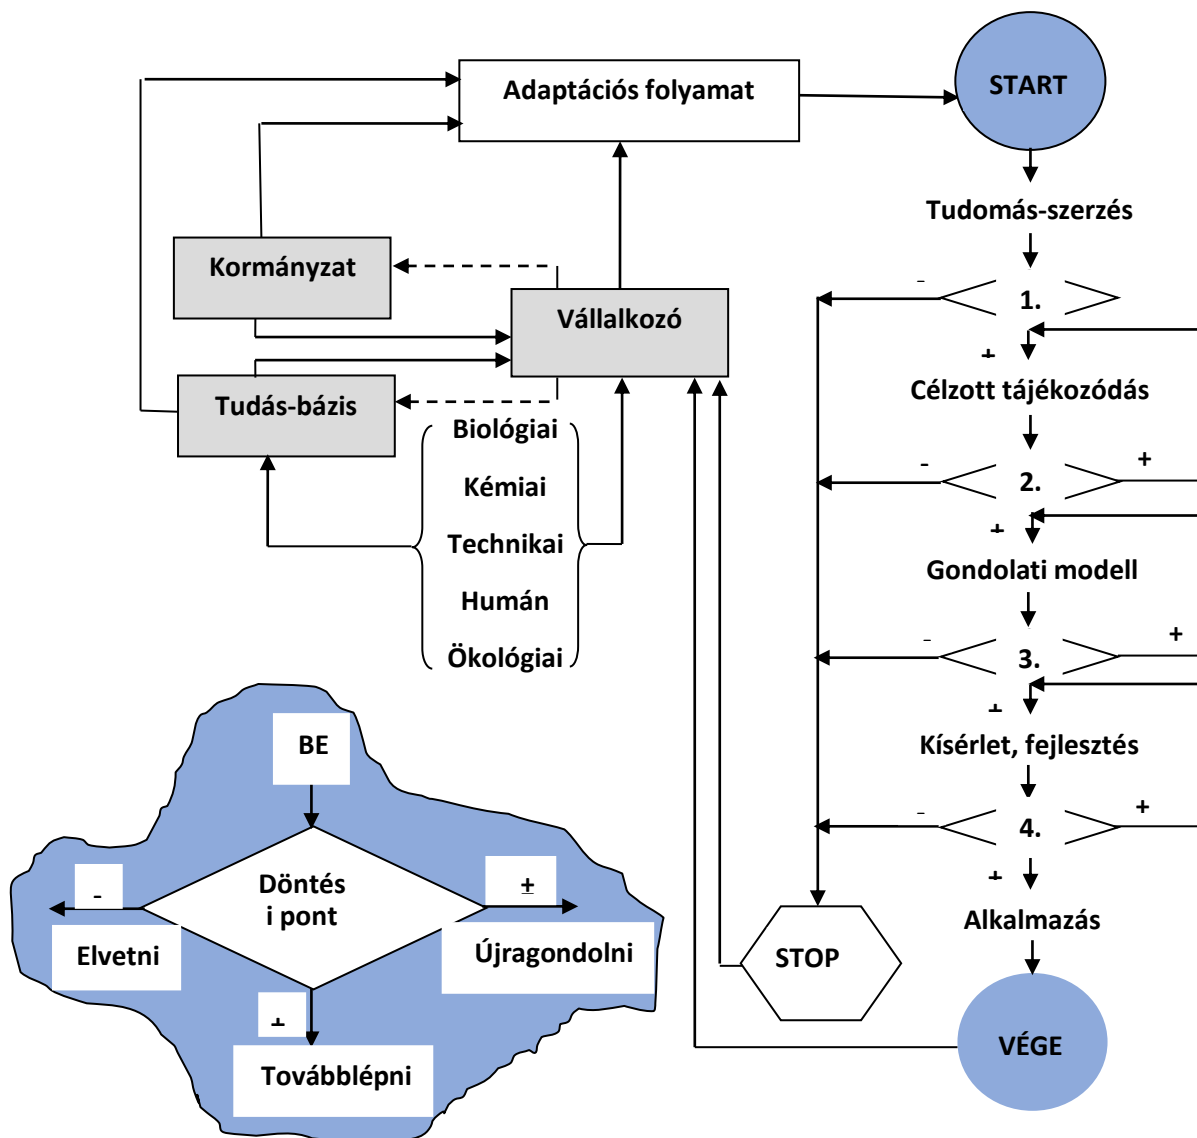 Adaptációs folyamat
START
Tudomás-szerzés
Kormányzat
-
1.
Vállalkozó
+
Célzott tájékozódás
Tudás-bázis
Biológiai
-
2.
+
Kémiai
+
Technikai
Gondolati modell
Humán
-
3.
+
Ökológiai
+
Kísérlet, fejlesztés
-
4.
+
+
Alkalmazás
STOP
VÉGE
BE
-
Döntés
i pont
±
Elvetni
Újragondolni
+
Továbblépni